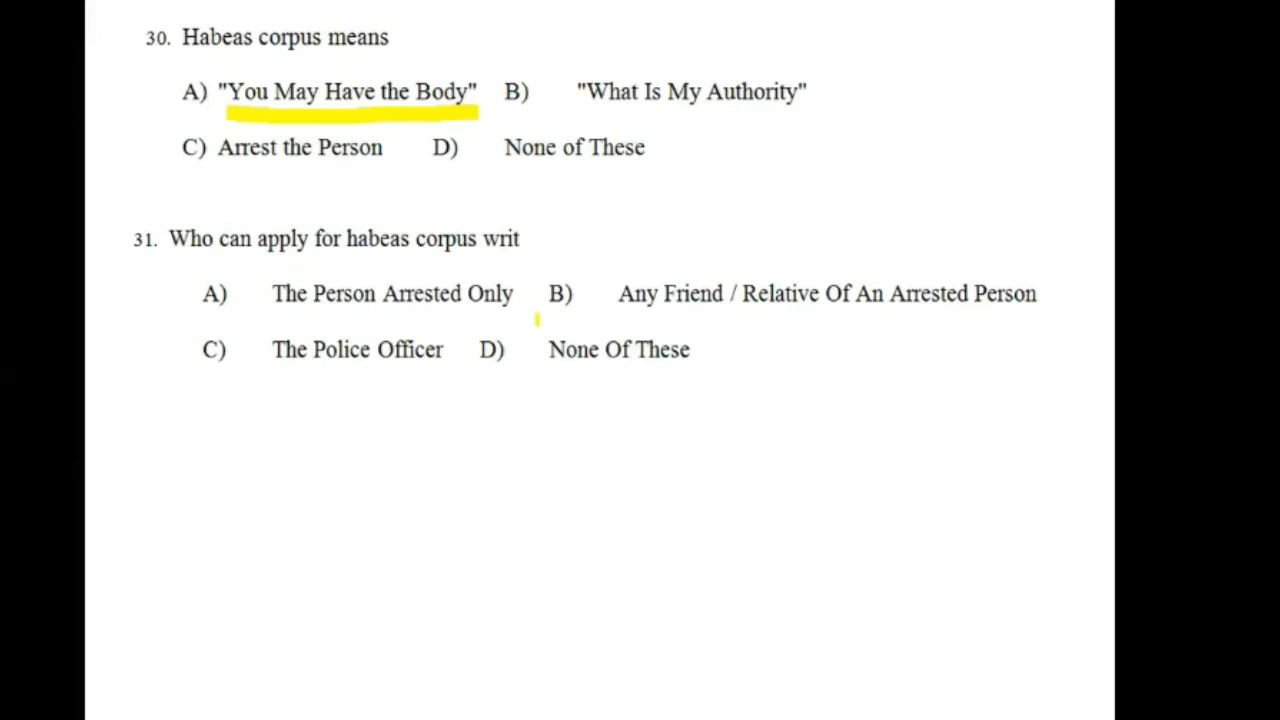 30. Habeas corpus means
A) "You May Have the Body" B) "What Is My Authority"
C) Arrest the Person D) None of These
31. Who can apply for habeas corpus writ
A) The Person Arrested Only B) Any Friend / Relative Of An Arrested Person
C) The Police Officer D) None Of These